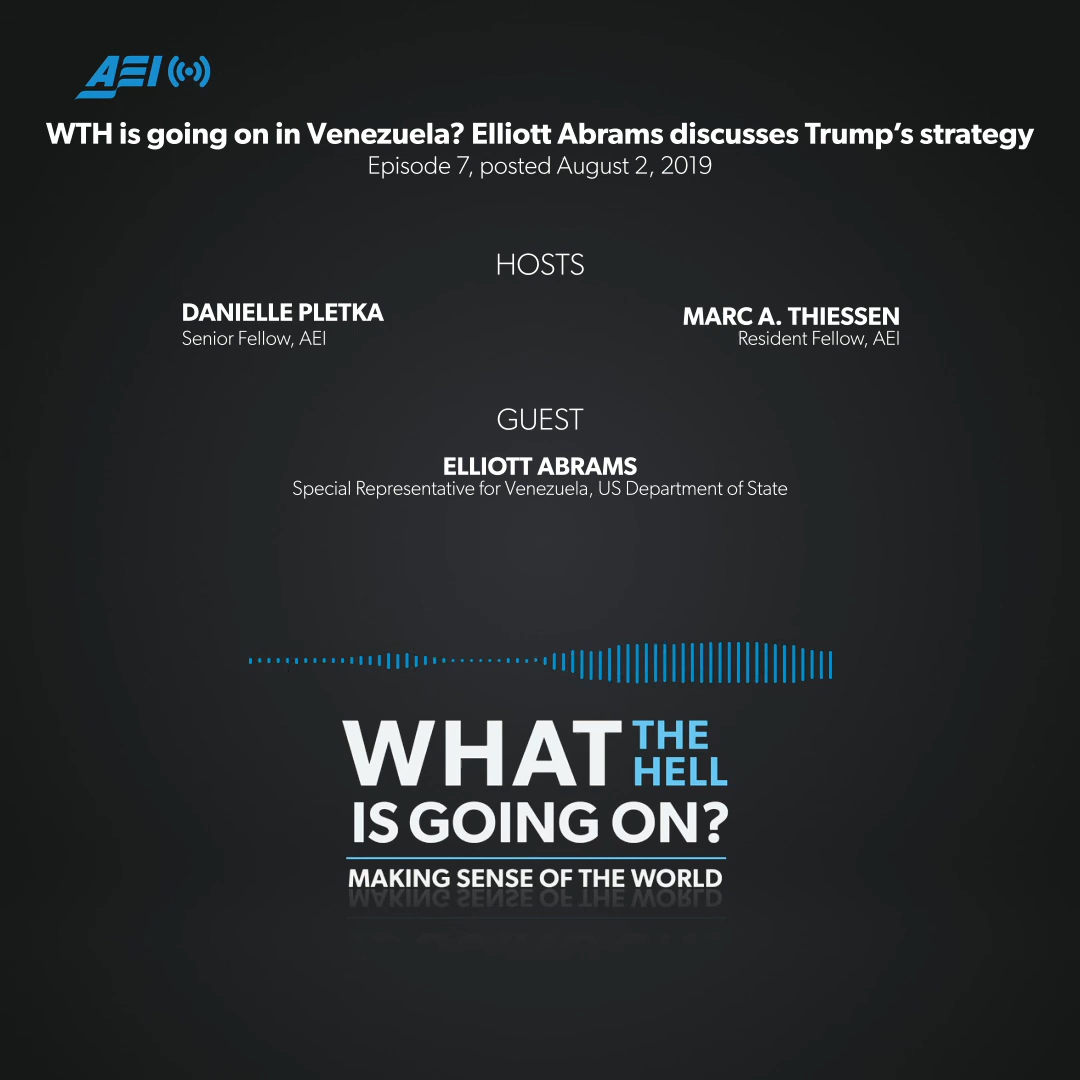 AEI
WTH is going on in Venezuela? Elliott Abrams discusses Trump’s strategy
Episode 7, posted August 2, 2019
HOSTS
DANIELLE PLETKA
Senior Fellow, AEI
MARC A. THIESSEN
Resident Fellow, AEI
GUEST
ELLIOTT ABRAMS
Special Representative for Venezuela, US Department of State
WHAT THE HELL
IS GOING ON?
MAKING SENSE OF THE WORLD